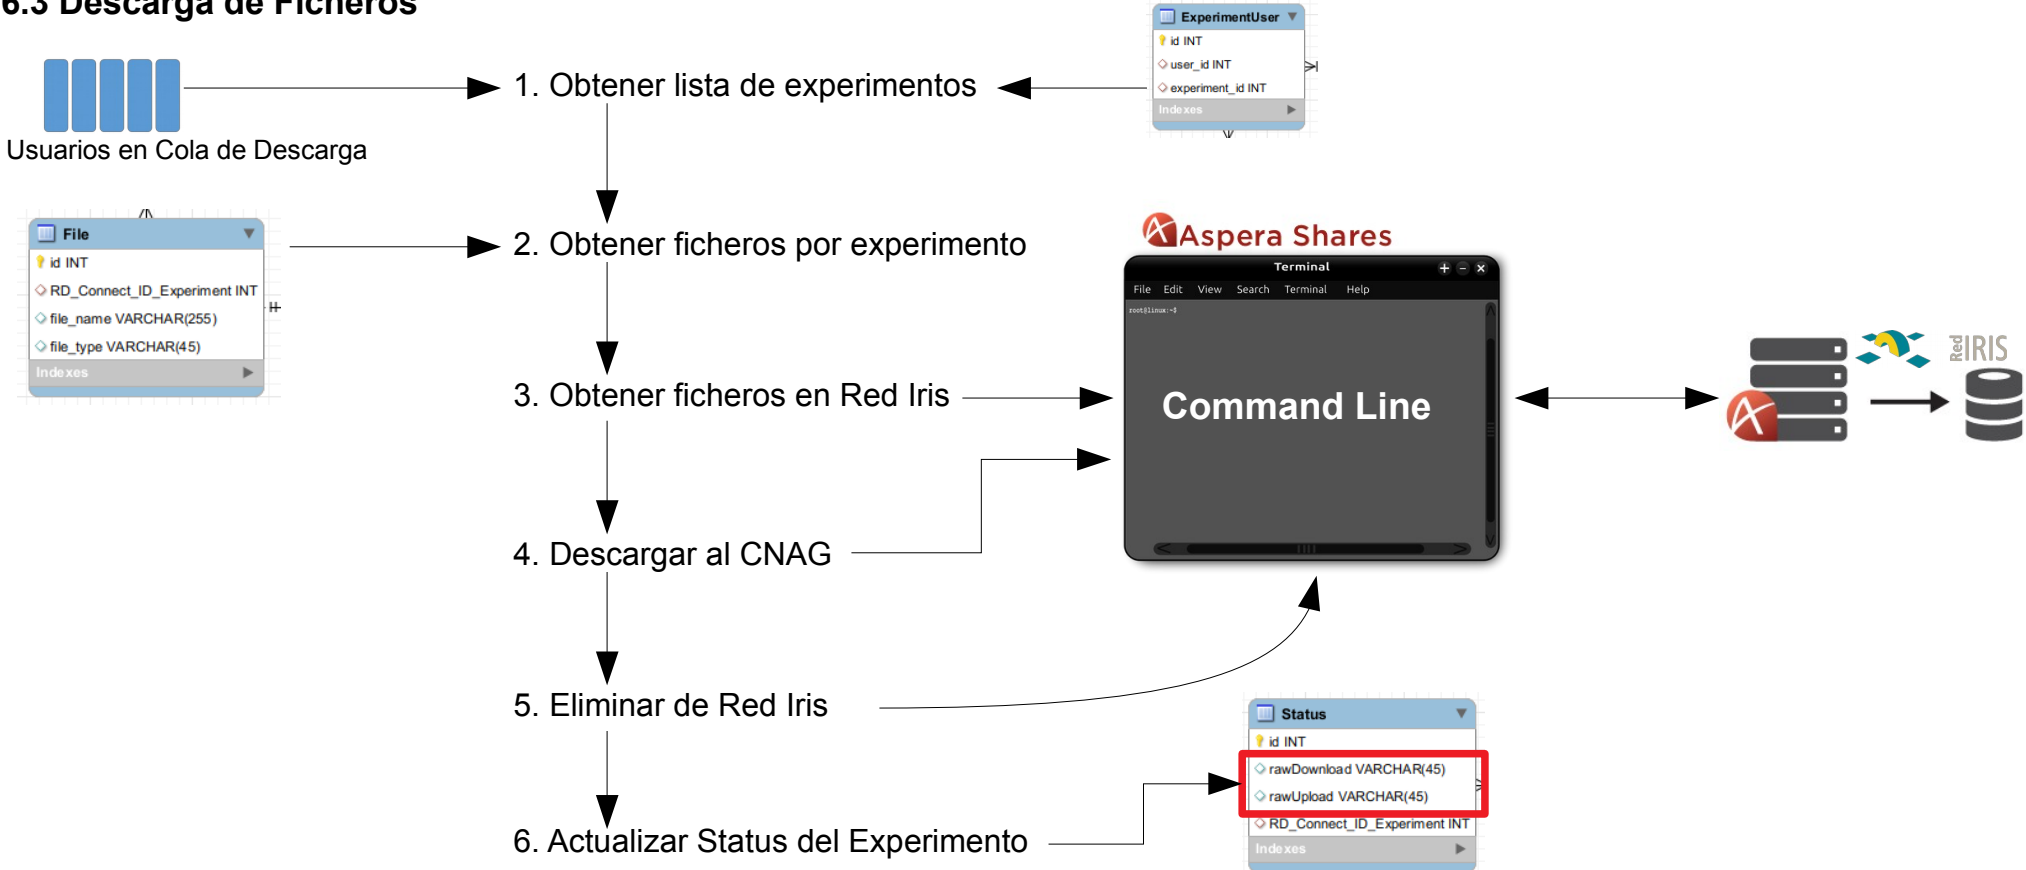 6.3 Descarga de Ficheros
ExperimentUser
id INT
user_id INT
experiment_id INT
Indexes
1. Obtener lista de experimentos
Usuarios en Cola de Descarga
File
id INT
RD_Connect_ID_Experiment INT
file_name VARCHAR(255)
file_type VARCHAR(45)
Indexes
2. Obtener ficheros por experimento
Aspera Shares
Terminal
File Edit View Search Terminal Help
root@linux:~$
Command Line
Red IRIS
3. Obtener ficheros en Red Iris
4. Descargar al CNAG
5. Eliminar de Red Iris
Status
id INT
rawDownload VARCHAR(45)
rawUpload VARCHAR(45)
RD_Connect_ID_Experiment INT
Indexes
6. Actualizar Status del Experimento